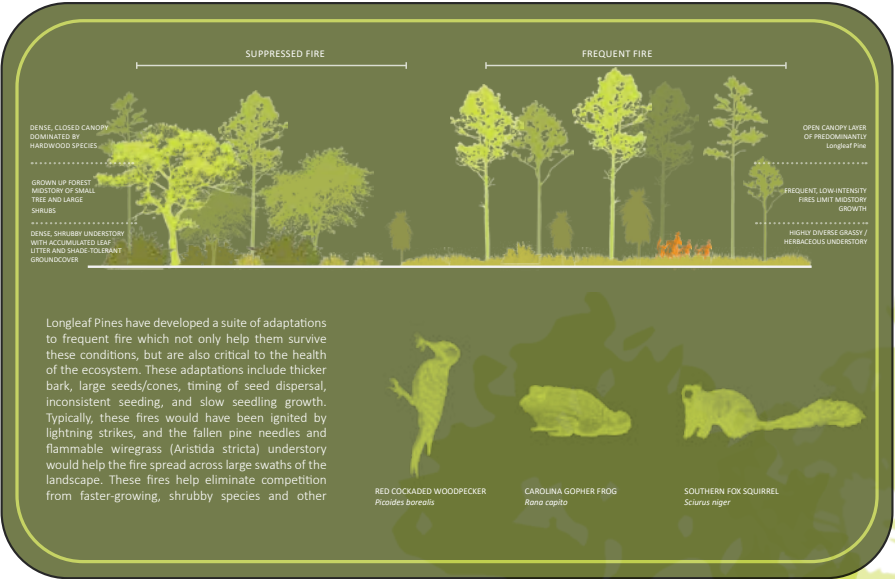 SUPPRESSED FIRE
FREQUENT FIRE
DENSE, CLOSED CANOPY
DOMINATED BY
HARDWOOD SPECIES
GROWN UP FOREST
MIDSTORY OF SMALL
TREE AND LARGE
SHRUBS
DENSE, SHRUBBY UNDERSTORY
WITH ACCUMULATED LEAF
LITTER AND SHADE-TOLERANT
GROUNDCOVER
OPEN CANOPY LAYER
OF PREDOMINANTLY
Longleaf Pine
FREQUENT, LOW-INTENSITY
FIRES LIMIT MIDSTORY
GROWTH
HIGHLY DIVERSE GRASSY /
HERBACEOUS UNDERSTORY
Longleaf Pines have developed a suite of adaptations
to frequent fire which not only help them survive
these conditions, but are also critical to the health
of the ecosystem. These adaptations include thicker
bark, large seeds/cones, timing of seed dispersal,
inconsistent seeding, and slow seedling growth.
Typically, these fires would have been ignited by
lightning strikes, and the fallen pine needles and
flammable wiregrass (Aristida stricta) understory
would help the fire spread across large swaths of the
landscape. These fires help eliminate competition
from faster-growing, shrubby species and other
RED COCKADED WOODPECKER
Picoides borealis
CAROLINA GOPHER FROG
Rana capito
SOUTHERN FOX SQUIRREL
Sciurus niger